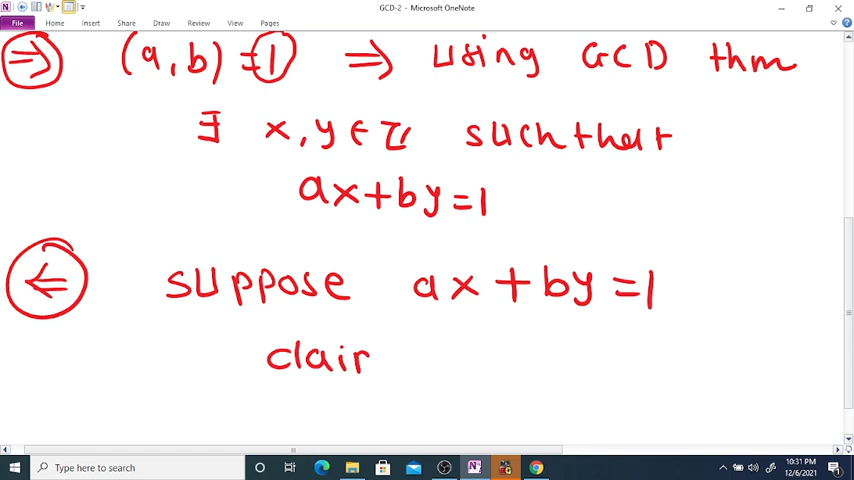 GCD-2 - Microsoft OneNote
File Home Insert Share Draw Review View Pages
⇒ (a, b) = 1 ⇒ using GCD thm
∃ x, y ∈ ℤ such that
ax + by = 1
⇐ suppose ax + by = 1
clair
Type here to search
10:31 PM
12/6/2021